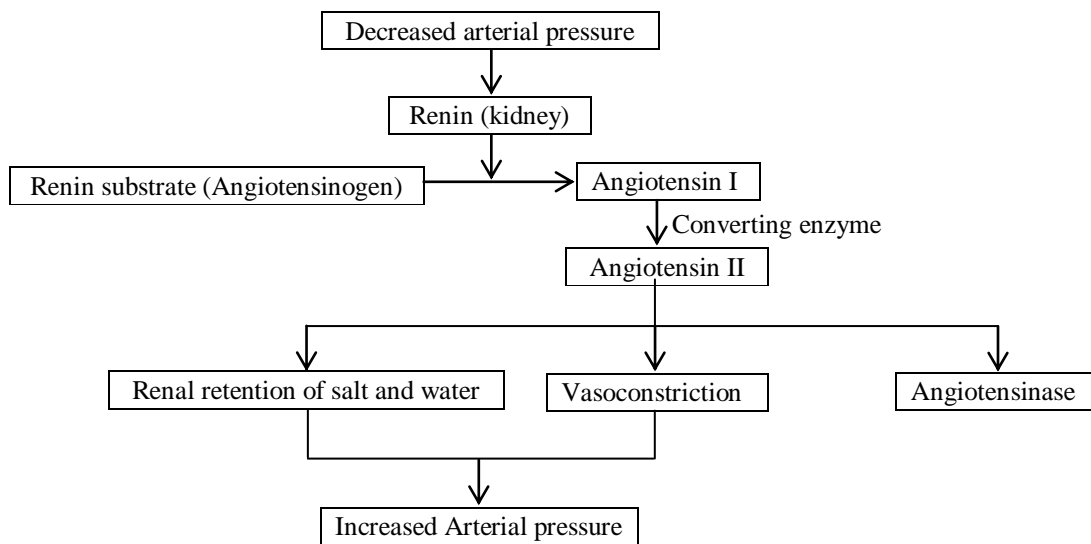 Decreased arterial pressure
Renin (kidney)
Renin substrate (Angiotensinogen)
Angiotensin I
Converting enzyme
Angiotensin II
Renal retention of salt and water
Vasoconstriction
Angiotensinase
Increased Arterial pressure